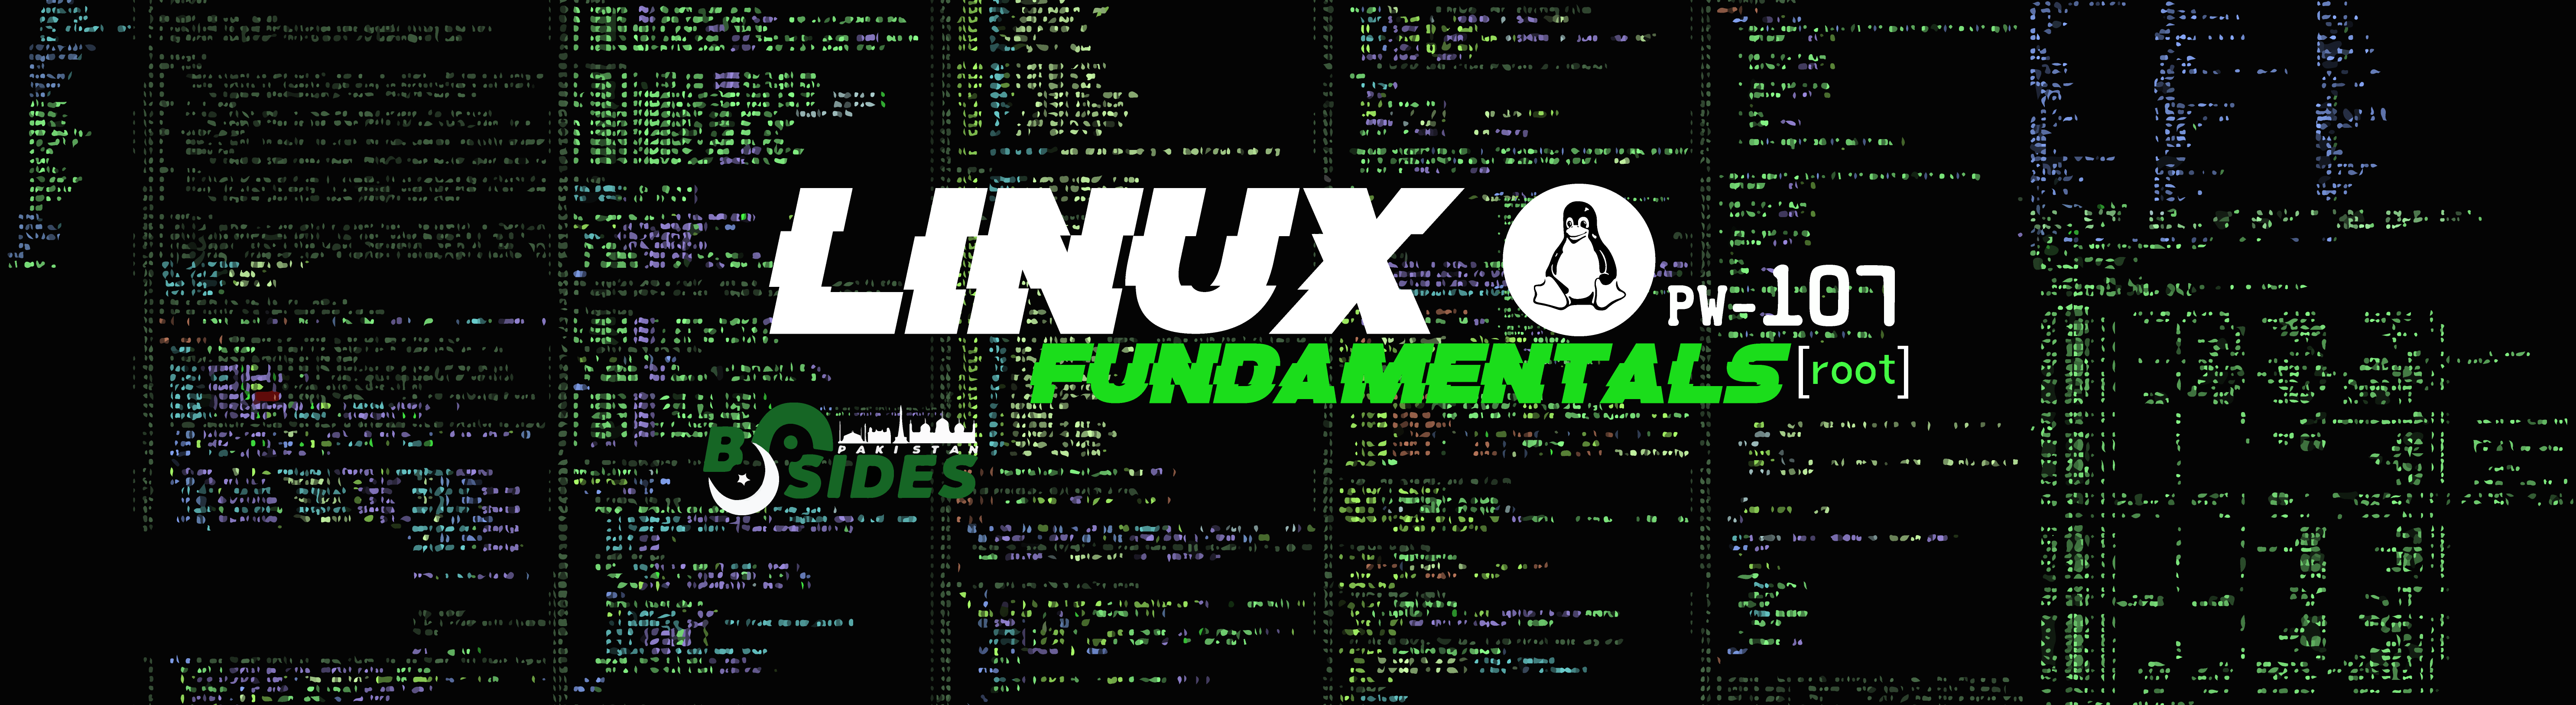 LINUX
PW-107
FUNDAMENTALS [root]
PAKISTAN
BSIDES